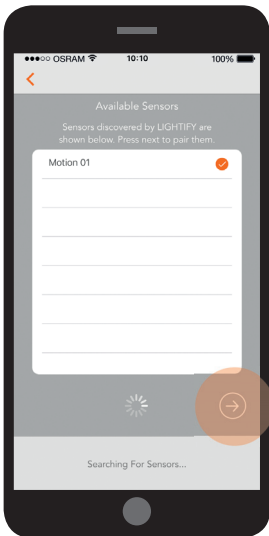 OSRAM 10:10 100%
Available Sensors
Sensors discovered by LIGHTIFY are
shown below. Press next to pair them.
Motion 01
Searching For Sensors...